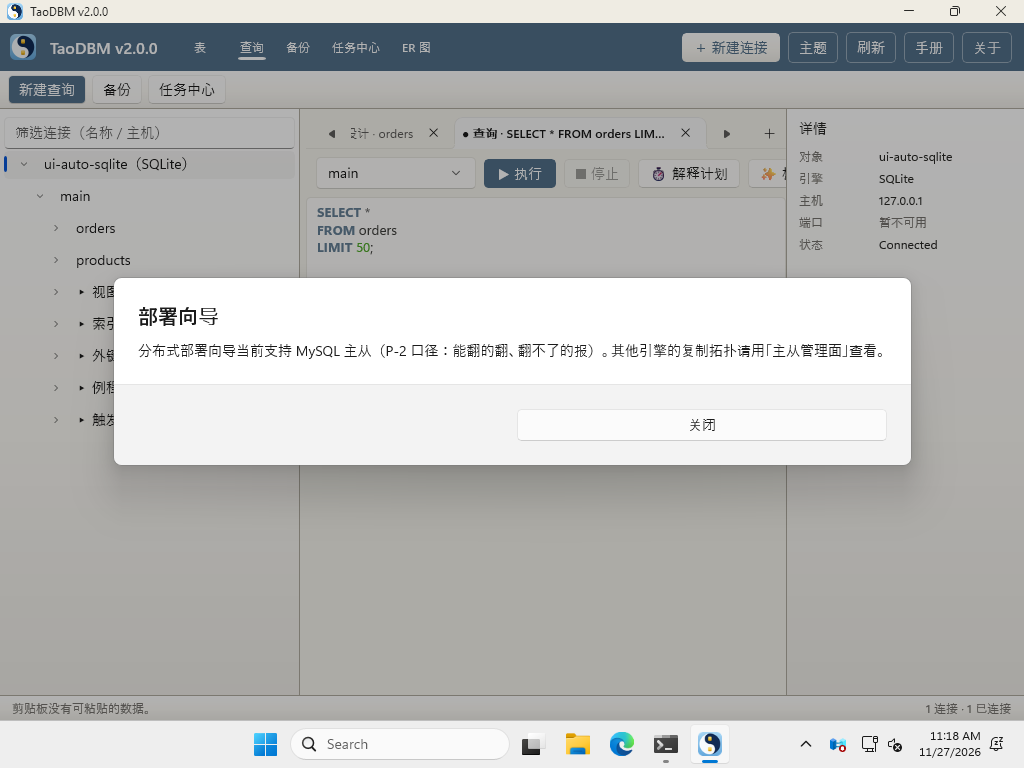 TaoDBM v2.0.0
TaoDBM v2.0.0
表
查询
备份
任务中心
ER 图
+ 新建连接
主题
刷新
手册
关于
新建查询
备份
任务中心
筛选连接（名称 / 主机）
ui-auto-sqlite（SQLite）
main
orders
products
视图
索引
外键
例程
触发
设计 · orders
● 查询 · SELECT * FROM orders LIM...
main
执行
停止
解释计划
SELECT *
FROM orders
LIMIT 50;
详情
对象 ui-auto-sqlite
引擎 SQLite
主机 127.0.0.1
端口 暂不可用
状态 Connected
部署向导
分布式部署向导当前支持 MySQL 主从（P-2 口径：能翻的翻、翻不了的报）。其他引擎的复制拓扑请用「主从管理面」查看。
关闭
剪贴板没有可粘贴的数据。
1 连接 · 1 已连接
Search
11:18 AM
11/27/2026